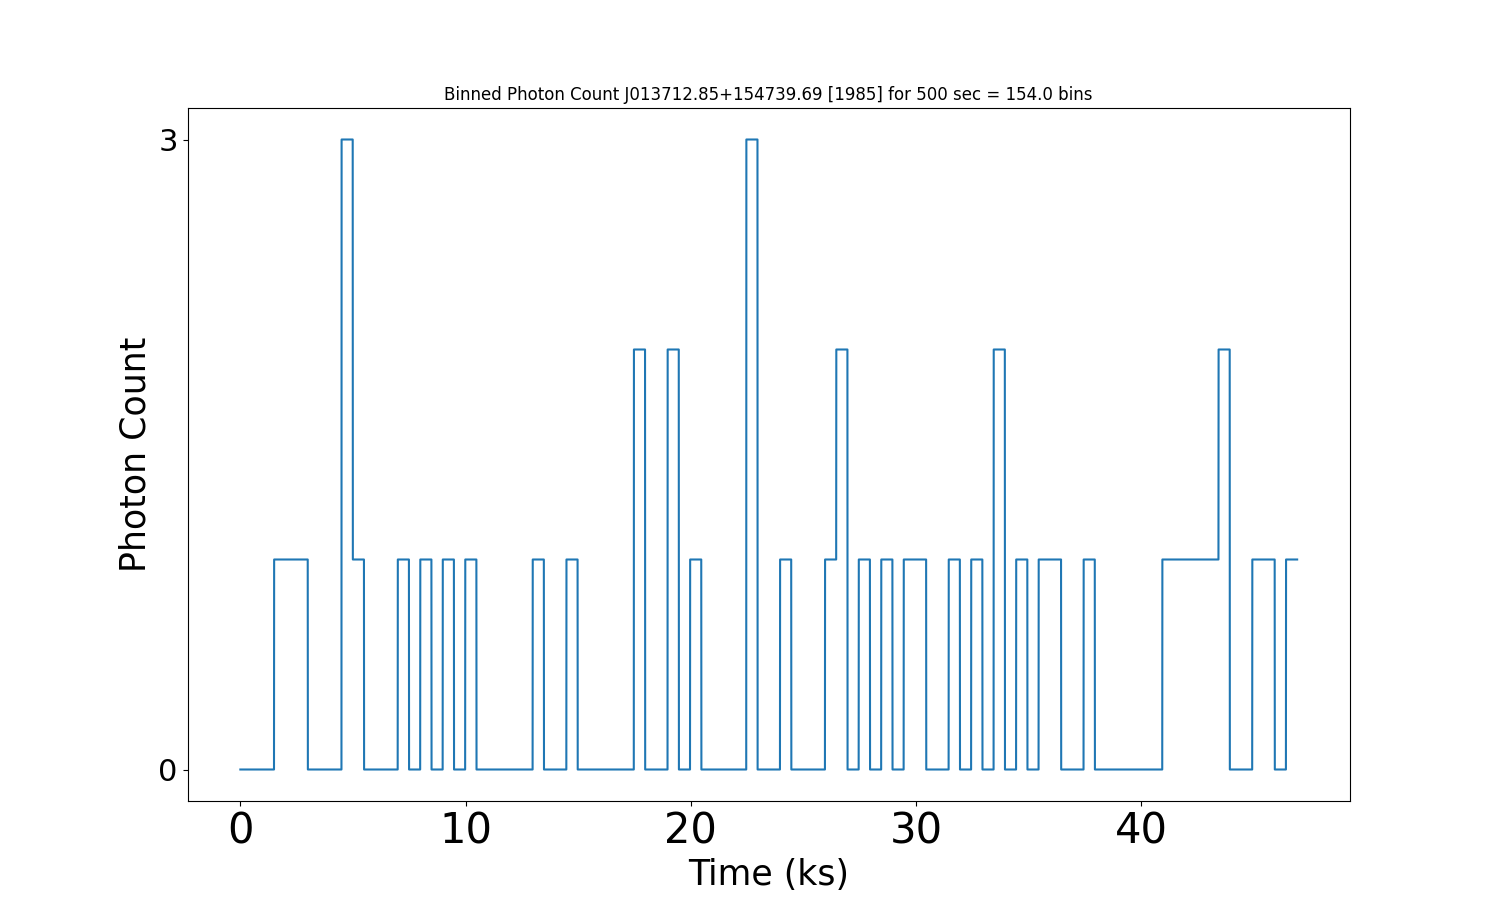 Binned Photon Count J013712.85+154739.69 [1985] for 500 sec = 154.0 bins
3
Photon Count
0
0 10 20 30 40
Time (ks)